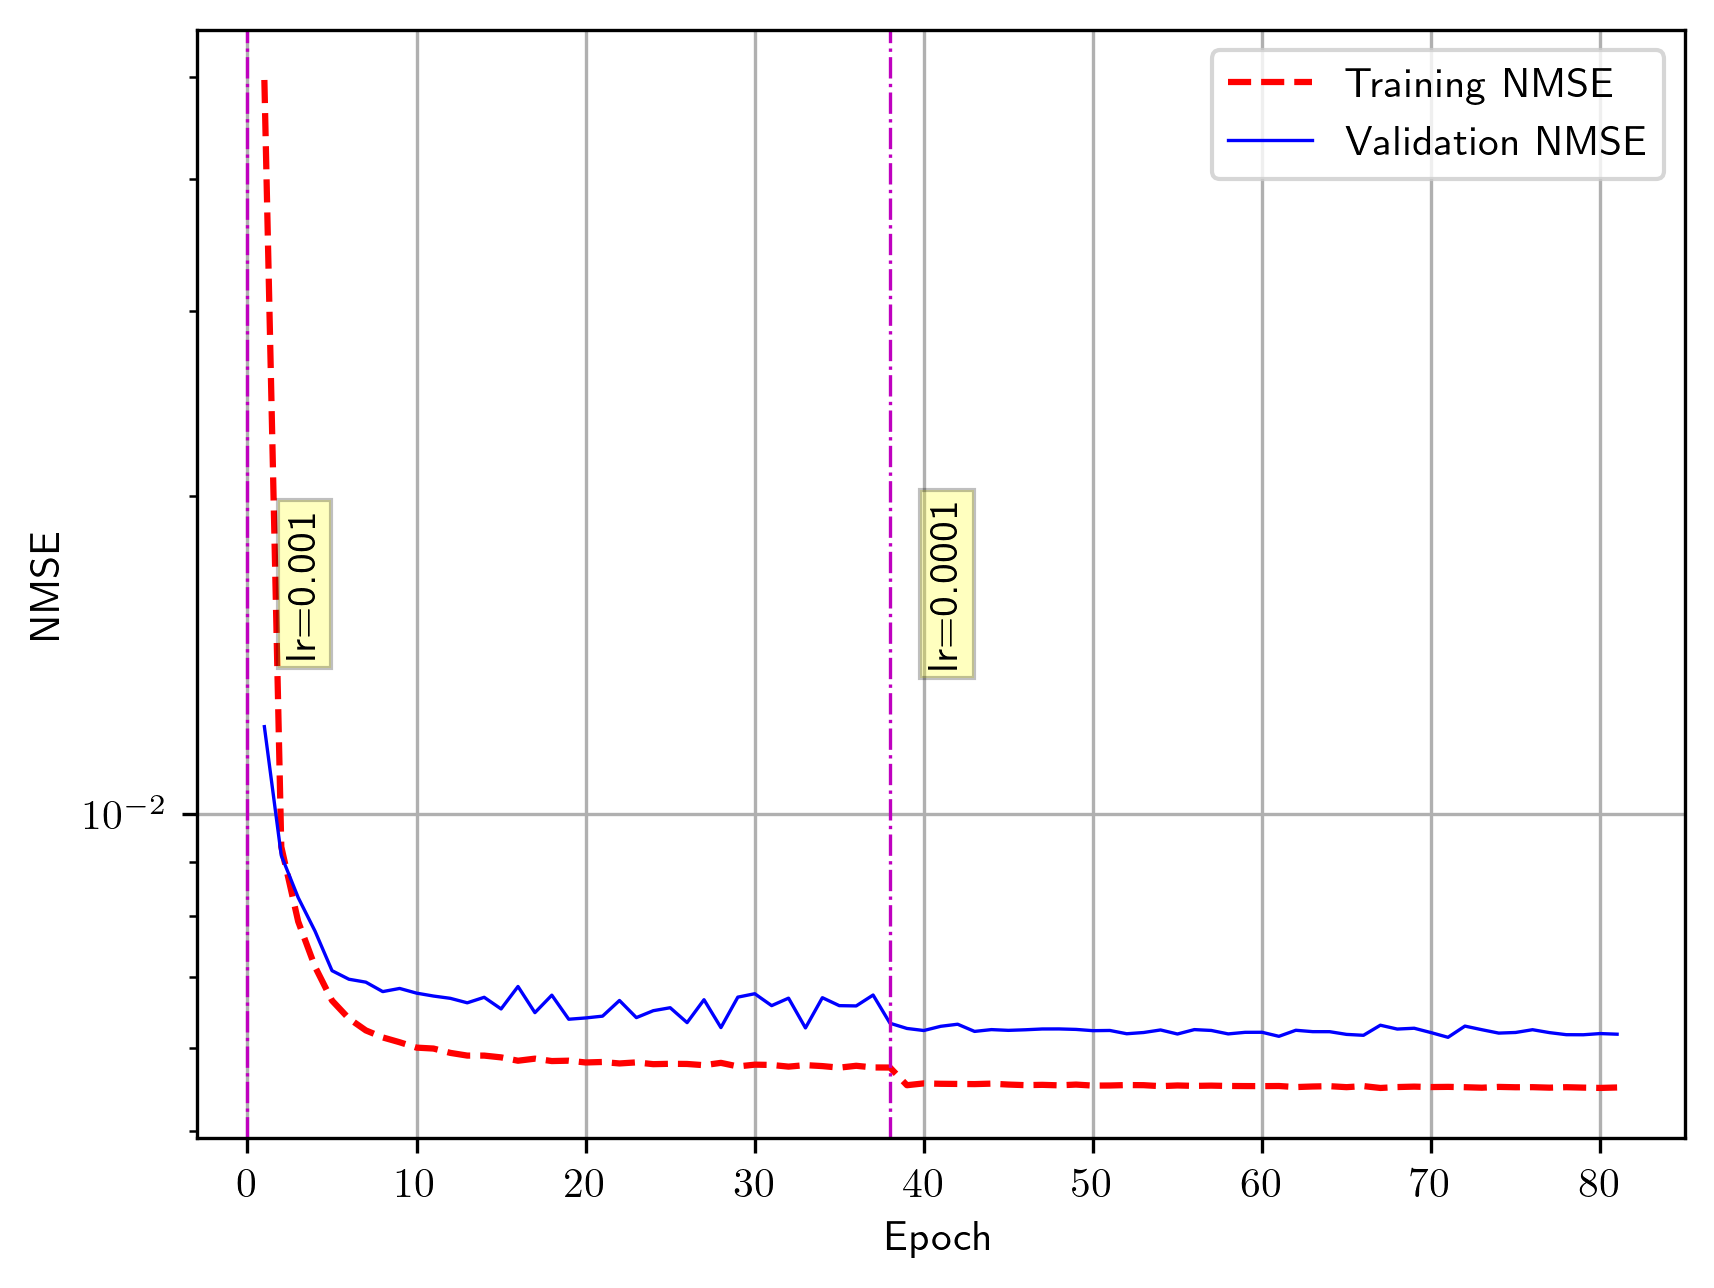 Training NMSE
Validation NMSE
lr=0.001
lr=0.0001
NMSE
10⁻²
0 10 20 30 40 50 60 70 80
Epoch